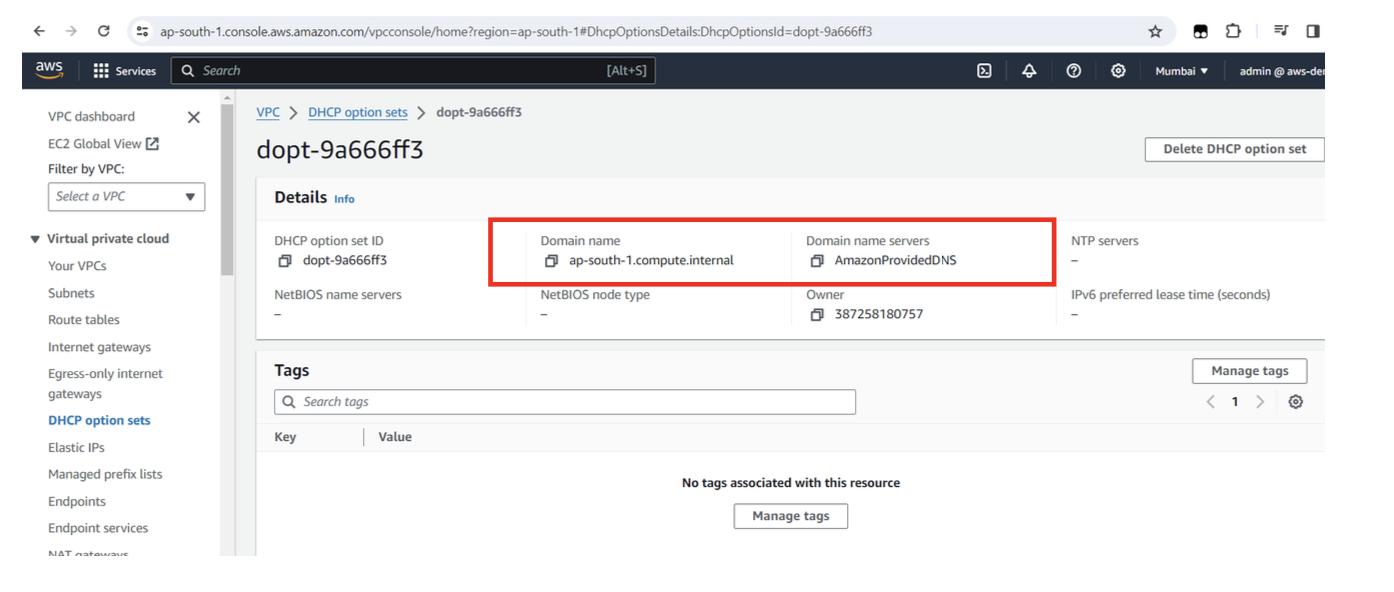 ap-south-1.console.aws.amazon.com/vpcconsole/home?region=ap-south-1#DhcpOptionsDetails:DhcpOptionsId=dopt-9a666ff3
aws Services Search [Alt+S] Mumbai admin @ aws-der
VPC dashboard
EC2 Global View
Filter by VPC:
Select a VPC
Virtual private cloud
Your VPCs
Subnets
Route tables
Internet gateways
Egress-only internet
gateways
DHCP option sets
Elastic IPs
Managed prefix lists
Endpoints
Endpoint services
NAT gateways
VPC > DHCP option sets > dopt-9a666ff3
dopt-9a666ff3
Delete DHCP option set
Details Info
DHCP option set ID
dopt-9a666ff3
Domain name
ap-south-1.compute.internal
Domain name servers
AmazonProvidedDNS
NTP servers
–
NetBIOS name servers
–
NetBIOS node type
–
Owner
387258180757
IPv6 preferred lease time (seconds)
–
Tags
Manage tags
Search tags
1
Key Value
No tags associated with this resource
Manage tags